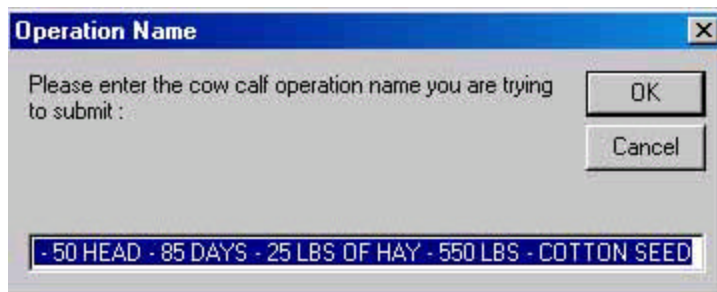 Operation Name
Please enter the cow calf operation name you are trying
to submit :
OK
Cancel
- 50 HEAD - 85 DAYS - 25 LBS OF HAY - 550 LBS - COTTON SEED